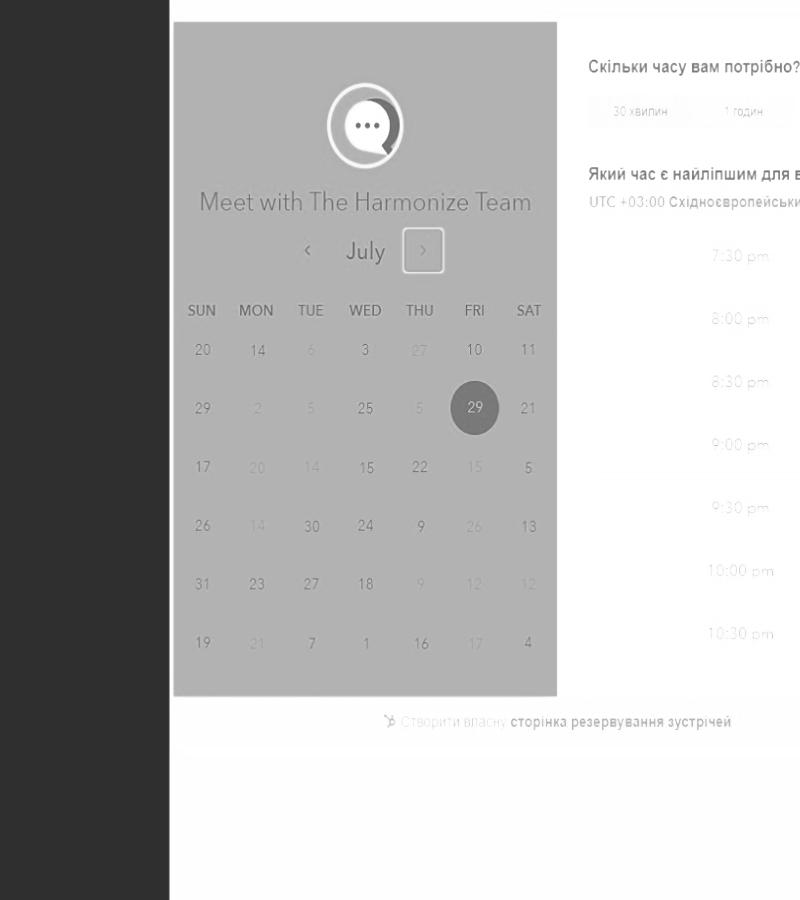 Meet with The Harmonize Team
July
SUN MON TUE WED THU FRI SAT
20 14 6 3 27 10 11
29 2 5 25 5 29 21
17 20 14 15 22 15 5
26 14 30 24 9 26 13
31 23 27 18 9 12 12
19 21 7 1 16 17 4
Скільки часу вам потрібно?
30 хвилин 1 годин
Який час є найліпшим для в
UTC +03:00 Східноєвропейськи
7:30 pm
8:00 pm
8:30 pm
9:00 pm
9:30 pm
10:00 pm
10:30 pm
Створити власну сторінка резервування зустрічей